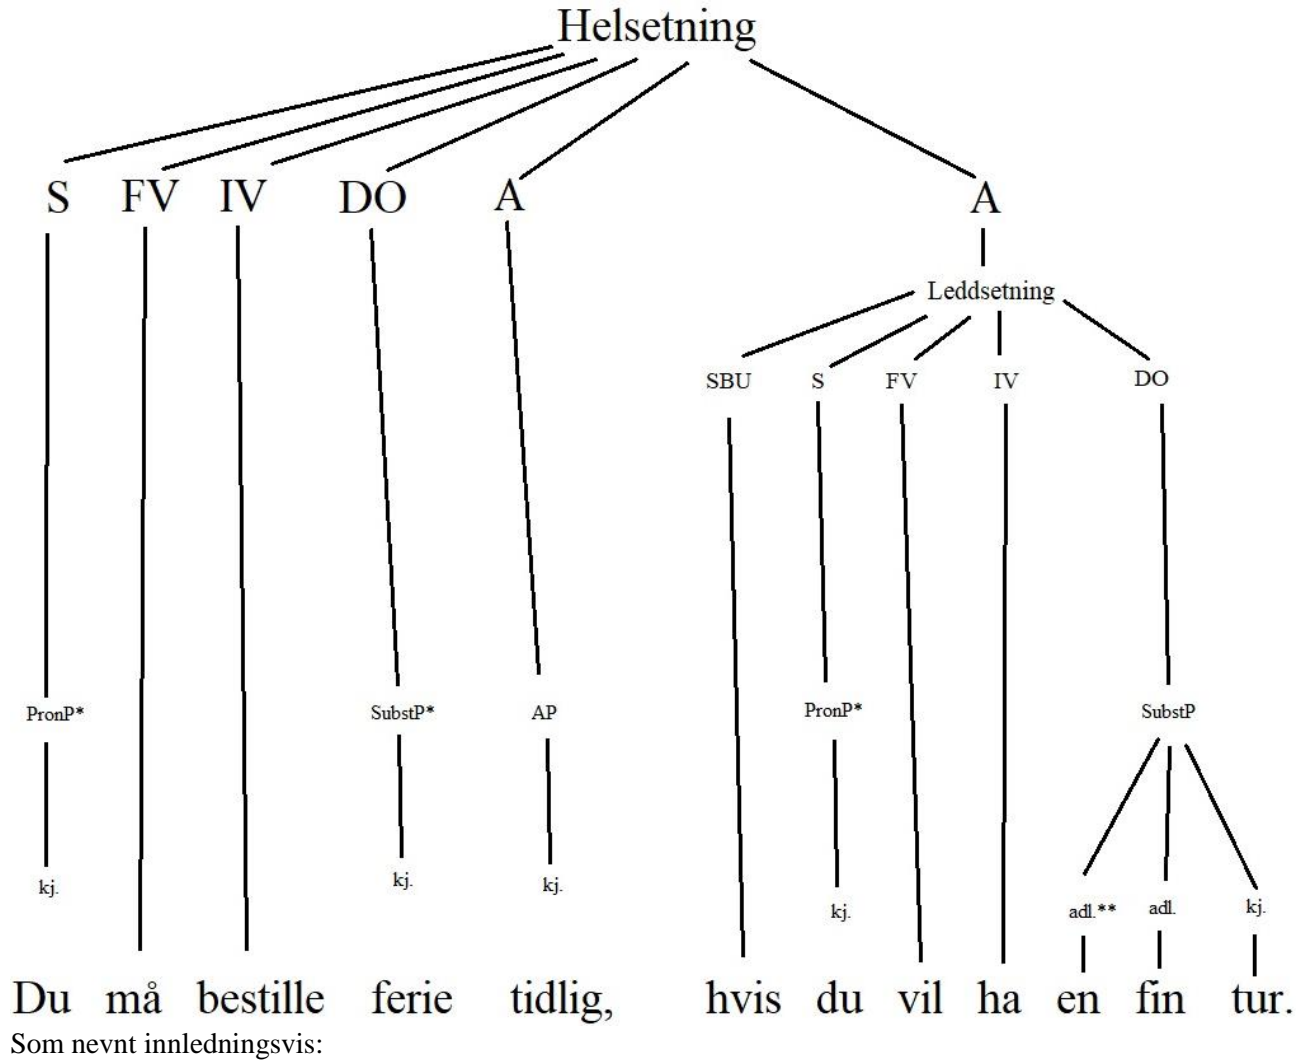 Helsetning
S FV IV DO A A
Leddsetning
SBU S FV IV DO
PronP* SubstP* AP PronP* SubstP
kj. kj. kj. kj. adl.** adl. kj.
Du må bestille ferie tidlig, hvis du vil ha en fin tur.
Som nevnt innledningsvis: